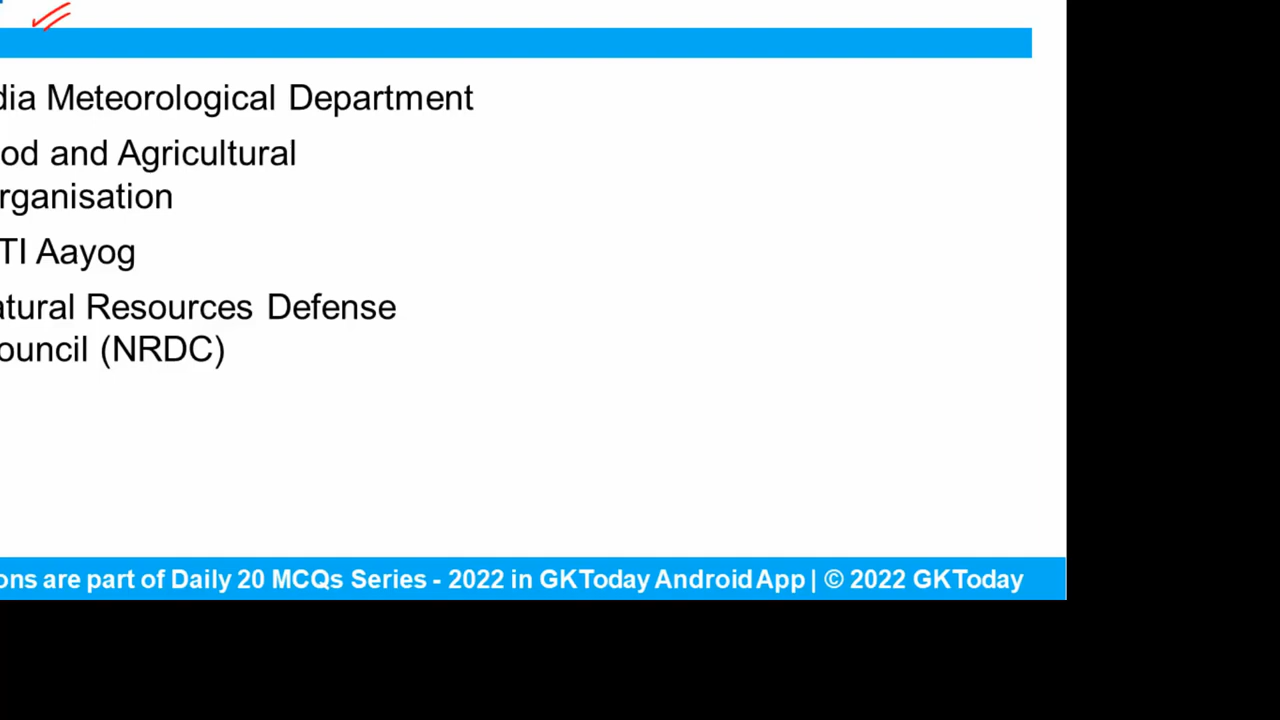 dia Meteorological Department
od and Agricultural
rganisation
TI Aayog
atural Resources Defense
ouncil (NRDC)
ons are part of Daily 20 MCQs Series - 2022 in GKToday Android App | © 2022 GKToday